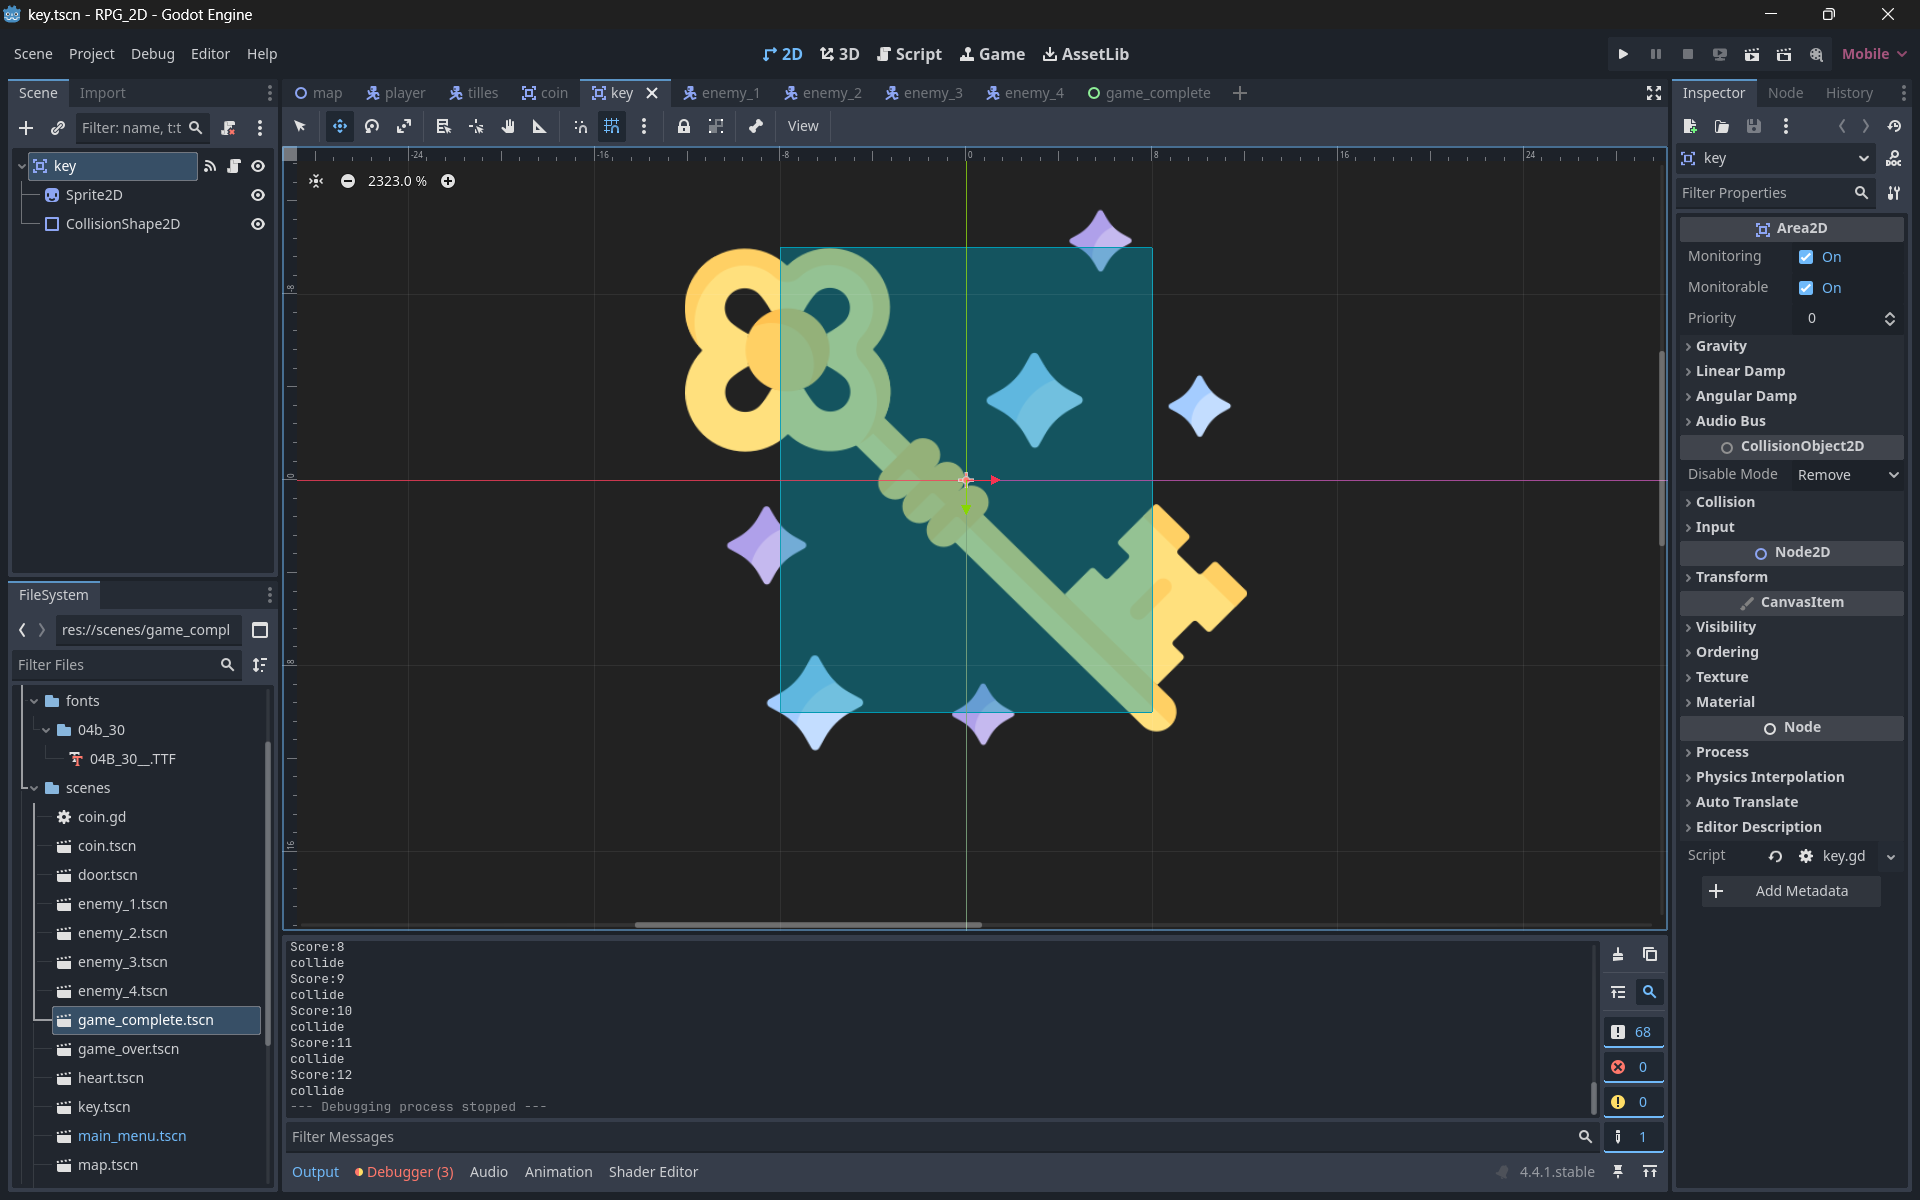 key.tscn - RPG_2D - Godot Engine
Scene Project Debug Editor Help
2D 3D Script Game AssetLib
Mobile
Scene Import
Filter: name, t:t
key
Sprite2D
CollisionShape2D
map player tilles coin key enemy_1 enemy_2 enemy_3 enemy_4 game_complete
View
-24 -16 -8 0 8 16 24
2323.0 %
-8
0
8
16
FileSystem
res://scenes/game_compl
Filter Files
fonts
04b_30
04B_30__.TTF
scenes
coin.gd
coin.tscn
door.tscn
enemy_1.tscn
enemy_2.tscn
enemy_3.tscn
enemy_4.tscn
game_complete.tscn
game_over.tscn
heart.tscn
key.tscn
main_menu.tscn
map.tscn
Score:8
collide
Score:9
collide
Score:10
collide
Score:11
collide
Score:12
collide
--- Debugging process stopped ---
Filter Messages
68
0
0
1
Output Debugger (3) Audio Animation Shader Editor
4.4.1.stable
Inspector Node History
key
Filter Properties
Area2D
Monitoring On
Monitorable On
Priority 0
Gravity
Linear Damp
Angular Damp
Audio Bus
CollisionObject2D
Disable Mode Remove
Collision
Input
Node2D
Transform
CanvasItem
Visibility
Ordering
Texture
Material
Node
Process
Physics Interpolation
Auto Translate
Editor Description
Script key.gd
Add Metadata